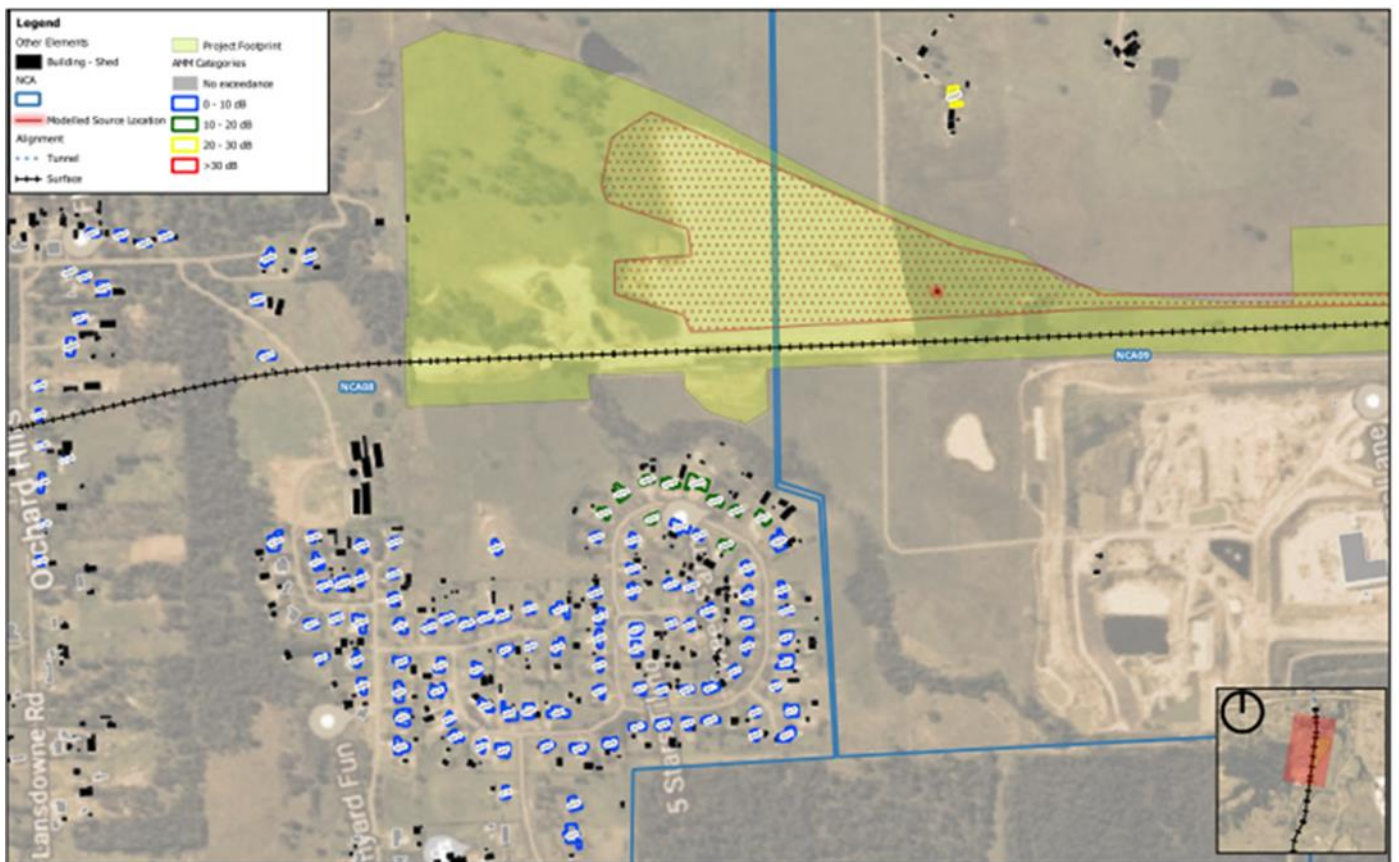 Legend
Other Elements
Building - Shed
NCA
Modelled Source Location
Alignment
Tunnel
Surface
Project Footprint
AMM Categories
No exceedance
0 - 10 dB
10 - 20 dB
20 - 30 dB
>30 dB
NCA08
NCA09
Orchard Hills
Lansdowne Rd
5 Star